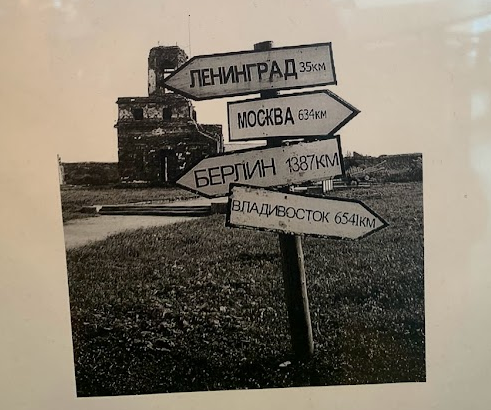 ЛЕНИНГРАД 35КМ
МОСКВА 634КМ
БЕРЛИН 1387КМ
ВЛАДИВОСТОК 6541КМ